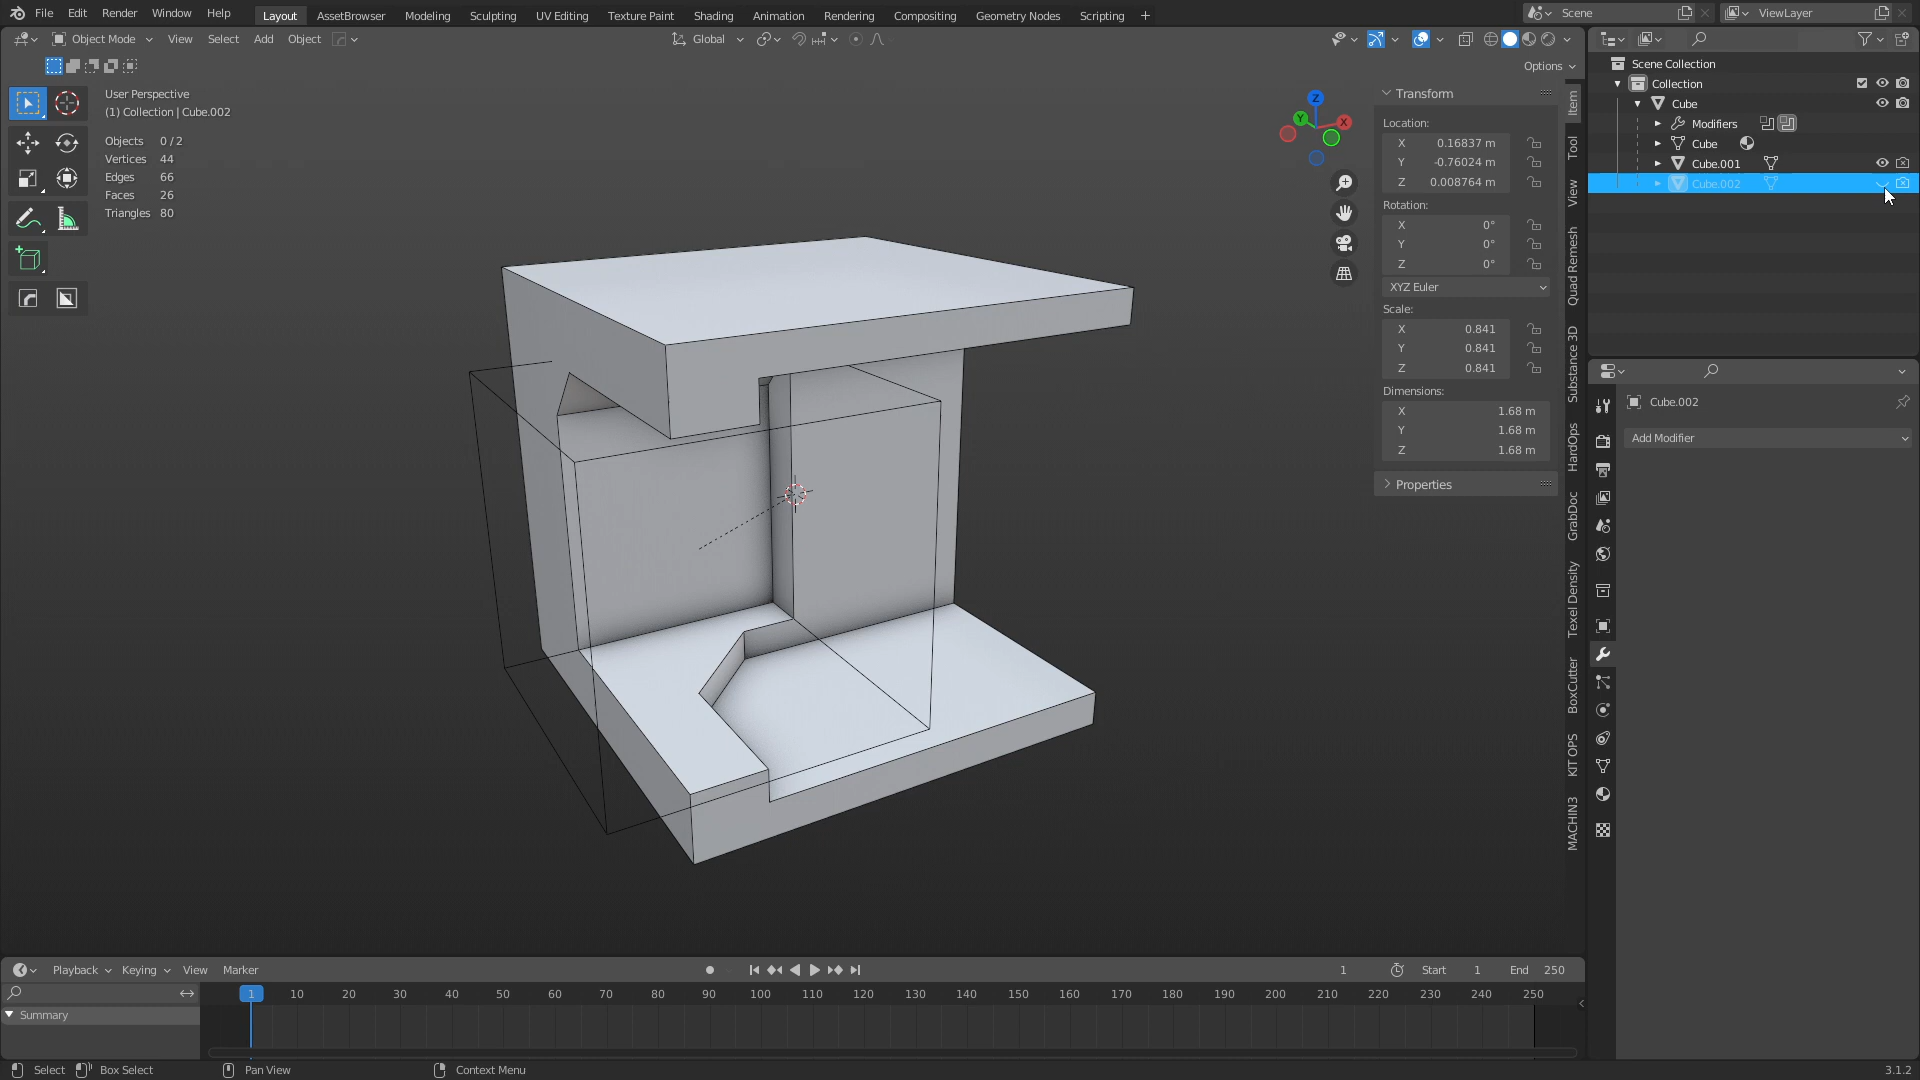 File Edit Render Window Help Layout AssetBrowser Modeling Sculpting UV Editing Texture Paint Shading Animation Rendering Compositing Geometry Nodes Scripting + Scene ViewLayer
Object Mode View Select Add Object Global
Options
User Perspective
(1) Collection | Cube.002
Objects 0 / 2
Vertices 44
Edges 66
Faces 26
Triangles 80
Z
Y
X
Transform
Location:
X 0.16837 m
Y -0.76024 m
Z 0.008764 m
Rotation:
X 0°
Y 0°
Z 0°
XYZ Euler
Scale:
X 0.841
Y 0.841
Z 0.841
Dimensions:
X 1.68 m
Y 1.68 m
Z 1.68 m
Properties
Item
Tool
View
Quad Remesh
Substance 3D
HardOps
GrabDoc
Texel Density
BoxCutter
KIT OPS
MACHIN3
Scene Collection
Collection
Cube
Modifiers
Cube
Cube.001
Cube.002
Cube.002
Add Modifier
Playback Keying View Marker 1 Start 1 End 250
1 10 20 30 40 50 60 70 80 90 100 110 120 130 140 150 160 170 180 190 200 210 220 230 240 250
Summary
Select Box Select Pan View Context Menu 3.1.2